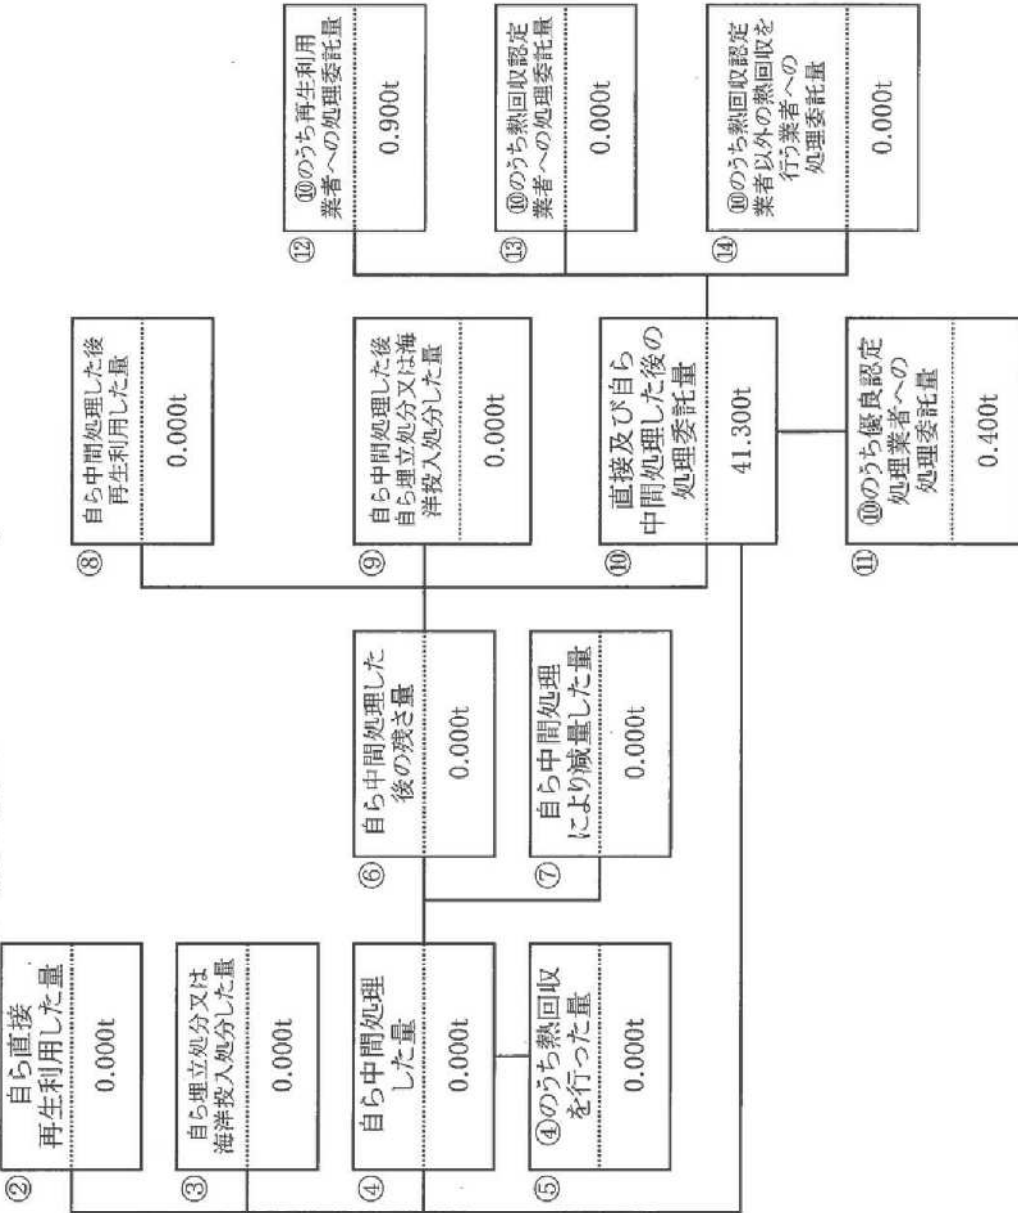 ②
自ら直接
再生利用した量
0.000t
③
自ら埋立処分又は
海洋投入処分した量
0.000t
④
自ら中間処理
した量
0.000t
⑤
④のうち熱回収
を行った量
0.000t
⑥
自ら中間処理した
後の残さ量
0.000t
⑦
自ら中間処理
により減量した量
0.000t
⑧
自ら中間処理した後
再生利用した量
0.000t
⑨
自ら中間処理した後
自ら埋立処分又は海
洋投入処分した量
0.000t
⑩
直接及び自ら
中間処理した後の
処理委託量
41.300t
⑪
⑩のうち優良認定
処理業者への
処理委託量
0.400t
⑫
⑩のうち再生利用
業者への処理委託量
0.900t
⑬
⑩のうち熱回収認定
業者への処理委託量
0.000t
⑭
⑩のうち熱回収認定
業者以外の熱回収を
行う業者への
処理委託量
0.000t